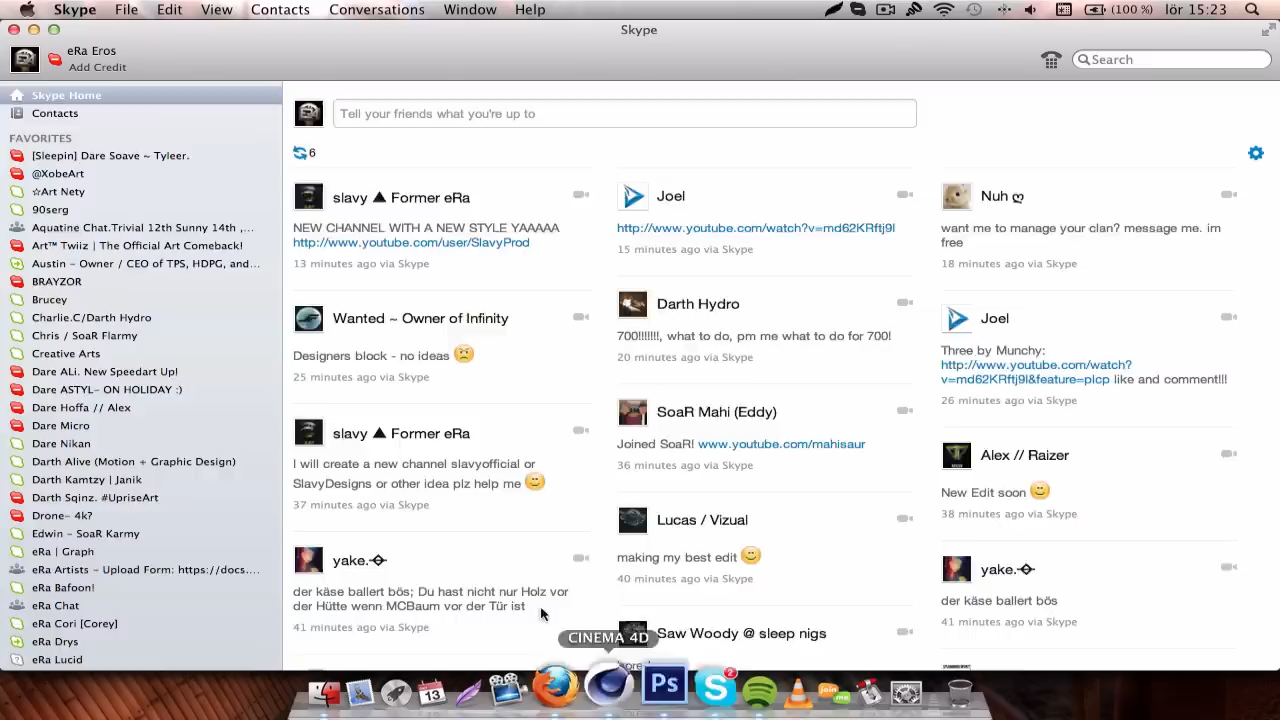 Skype File Edit View Contacts Conversations Window Help (100 %) lör 15:23
Skype
eRa Eros
Add Credit
Search
Skype Home
Contacts
FAVORITES
[Sleepin] Dare Soave ~ Tyleer.
@XobeArt
☆Art Nety
90serg
Aquatine Chat.Trivial 12th Sunny 14th ,...
Art™ Twiz | The Official Art Comeback!
Austin - Owner / CEO of TPS, HDPG, and...
BRAYZOR
Brucey
Charlie.C/Darth Hydro
Chris / SoaR Flarmy
Creative Arts
Dare ALi. New Speedart Up!
Dare ASTYL- ON HOLIDAY :)
Dare Hoffa // Alex
Dare Micro
Dare Nikan
Darth Alive (Motion + Graphic Design)
Darth Kamzy | Janik
Darth Sqinz. #UpriseArt
Drone- 4k?
Edwin - SoaR Karmy
eRa | Graph
eRa Artists - Upload Form: https://docs....
eRa Bafoon!
eRa Chat
eRa Cori [Corey]
eRa Drys
eRa Lucid
Tell your friends what you're up to
6
slavy ▲ Former eRa
NEW CHANNEL WITH A NEW STYLE YAAAAA
http://www.youtube.com/user/SlavyProd
13 minutes ago via Skype
Wanted ~ Owner of Infinity
Designers block - no ideas
25 minutes ago via Skype
slavy ▲ Former eRa
I will create a new channel slavyofficial or
SlavyDesigns or other idea plz help me
37 minutes ago via Skype
yake.
der käse ballert bös; Du hast nicht nur Holz vor
der Hütte wenn MCBaum vor der Tür ist
41 minutes ago via Skype
Joel
http://www.youtube.com/watch?v=md62KRftj9I
15 minutes ago via Skype
Darth Hydro
700!!!!!!!, what to do, pm me what to do for 700!
20 minutes ago via Skype
SoaR Mahi (Eddy)
Joined SoaR! www.youtube.com/mahisaur
36 minutes ago via Skype
Lucas / Vizual
making my best edit
40 minutes ago via Skype
Saw Woody @ sleep nigs
Nuh ღ
want me to manage your clan? message me. im
free
18 minutes ago via Skype
Joel
Three by Munchy:
http://www.youtube.com/watch?
v=md62KRftj9I&feature=plcp like and comment!!!
26 minutes ago via Skype
Alex // Raizer
New Edit soon
38 minutes ago via Skype
yake.
der käse ballert bös
41 minutes ago via Skype
CINEMA 4D
13
Ps
2
join
me